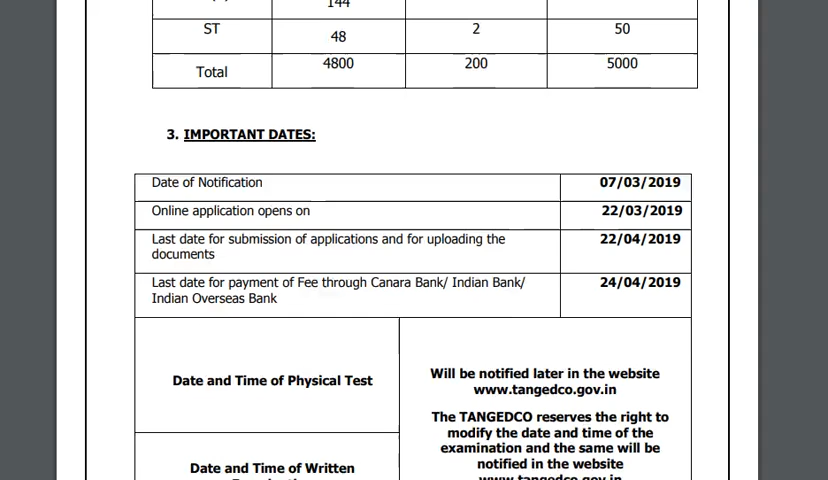 144
ST 48 2 50
Total 4800 200 5000
3. IMPORTANT DATES:
Date of Notification 07/03/2019
Online application opens on 22/03/2019
Last date for submission of applications and for uploading the 22/04/2019
documents
Last date for payment of Fee through Canara Bank/ Indian Bank/ 24/04/2019
Indian Overseas Bank
Date and Time of Physical Test
Will be notified later in the website
www.tangedco.gov.in
The TANGEDCO reserves the right to
modify the date and time of the
examination and the same will be
notified in the website
www.tangedco.gov.in
Date and Time of Written